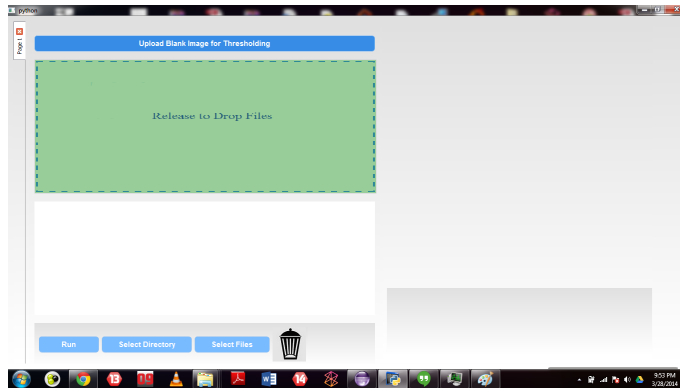 python
Page 1
Upload Blank Image for Thresholding
Release to Drop Files
Run
Select Directory
Select Files
9:53 PM
3/28/2014